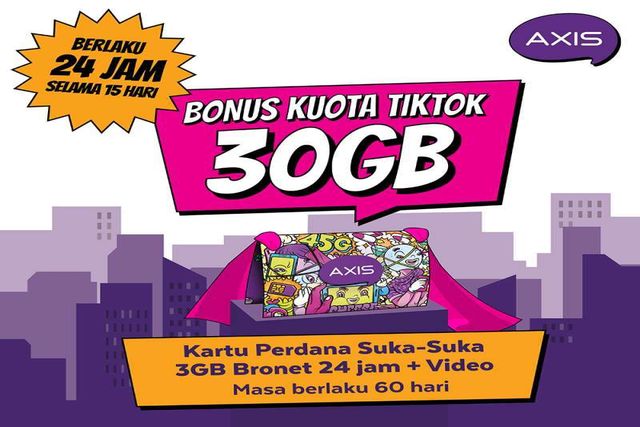 BERLAKU
24 JAM
SELAMA 15 HARI
AXIS
BONUS KUOTA TIKTOK
30GB
45G
AXIS
Kartu Perdana Suka-Suka
3GB Bronet 24 jam + Video
Masa berlaku 60 hari